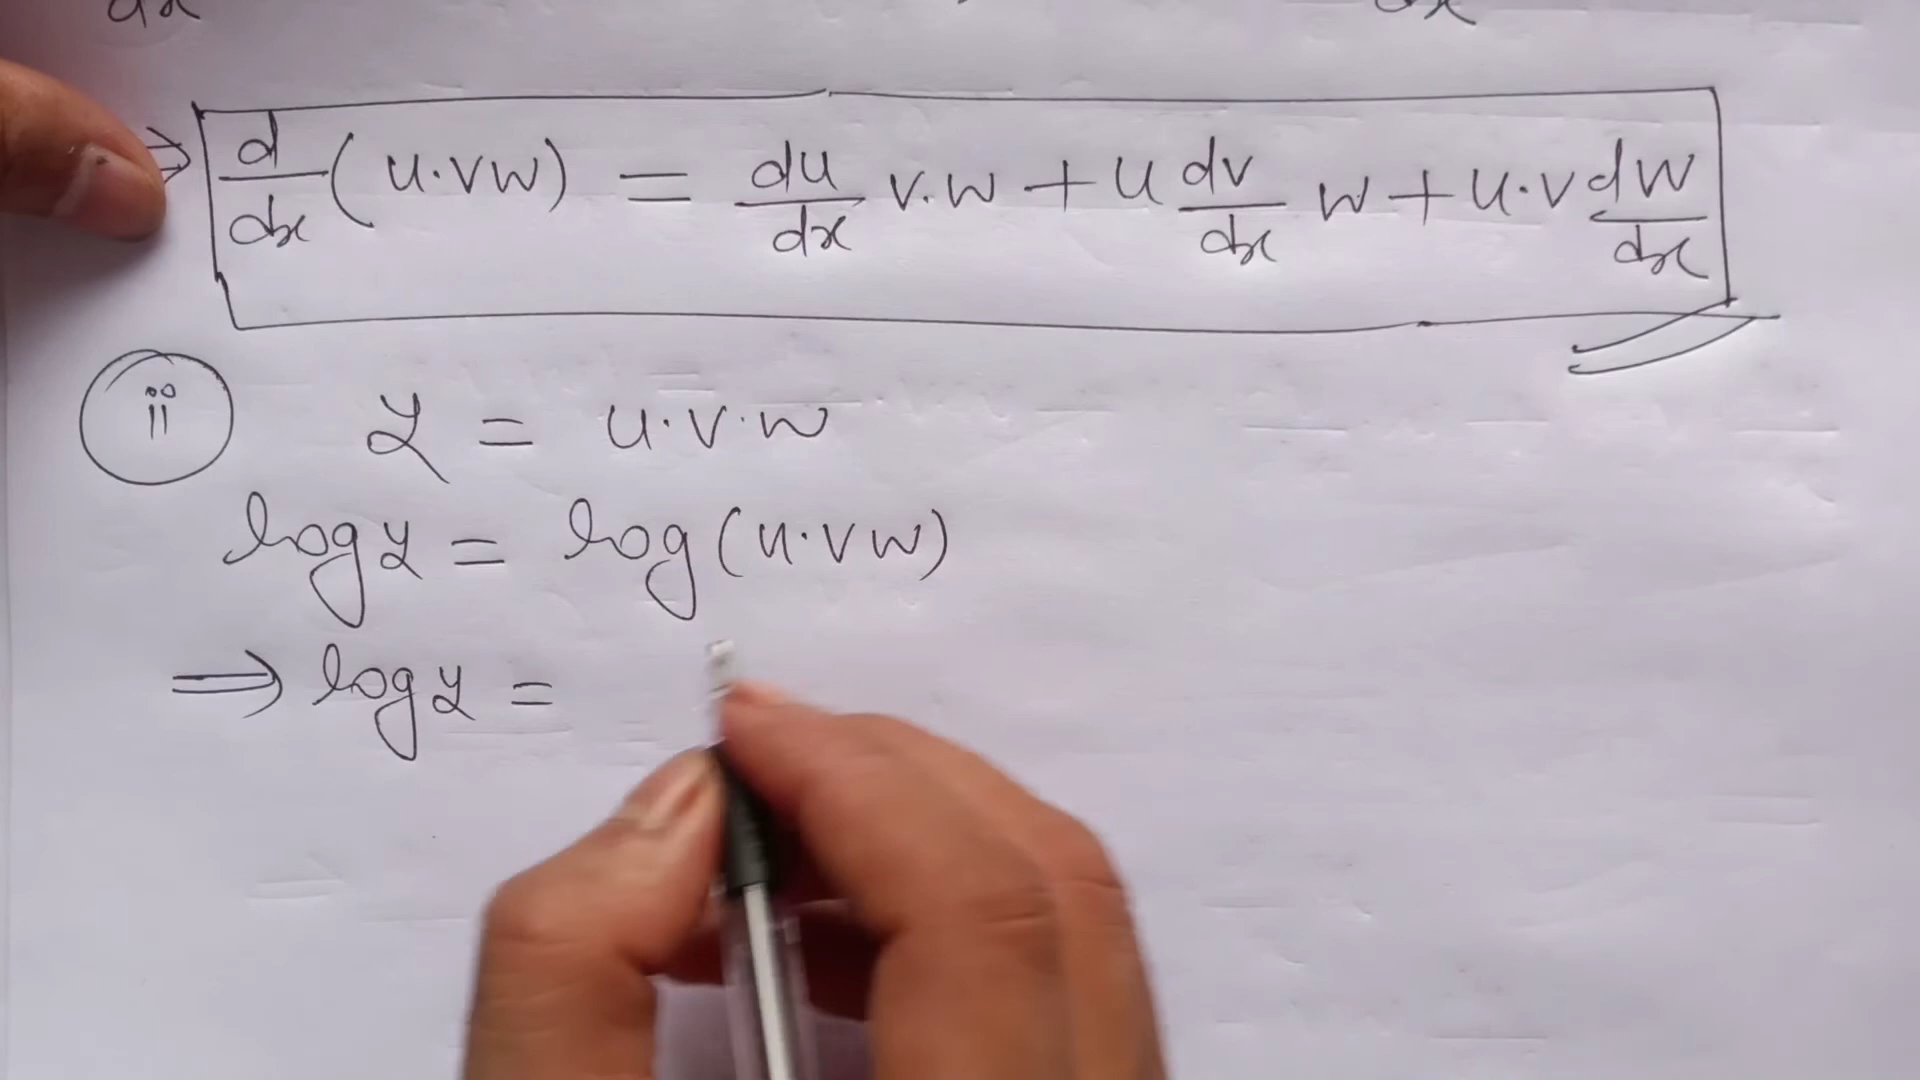 ⇒ d/dx (u·vw) = du/dx v·w + u dv/dx w + u·v dw/dx
ii y = u·v·w
log y = log(u·vw)
⇒ log y =